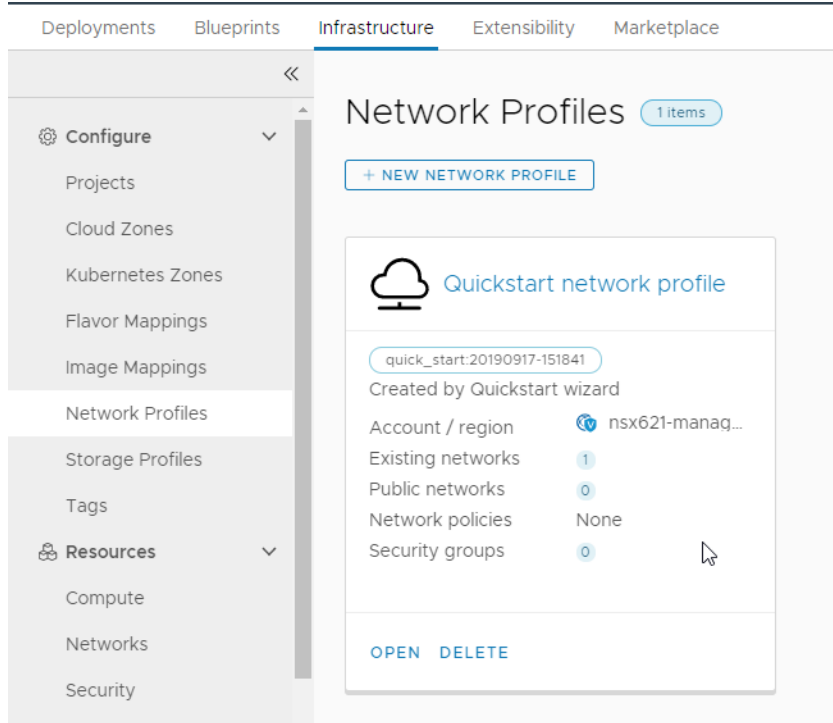 Deployments Blueprints Infrastructure Extensibility Marketplace
Configure
Projects
Cloud Zones
Kubernetes Zones
Flavor Mappings
Image Mappings
Network Profiles
Storage Profiles
Tags
Resources
Compute
Networks
Security
Network Profiles 1 items
+ NEW NETWORK PROFILE
Quickstart network profile
quick_start:20190917-151841
Created by Quickstart wizard
Account / region nsx621-manag...
Existing networks 1
Public networks 0
Network policies None
Security groups 0
OPEN DELETE